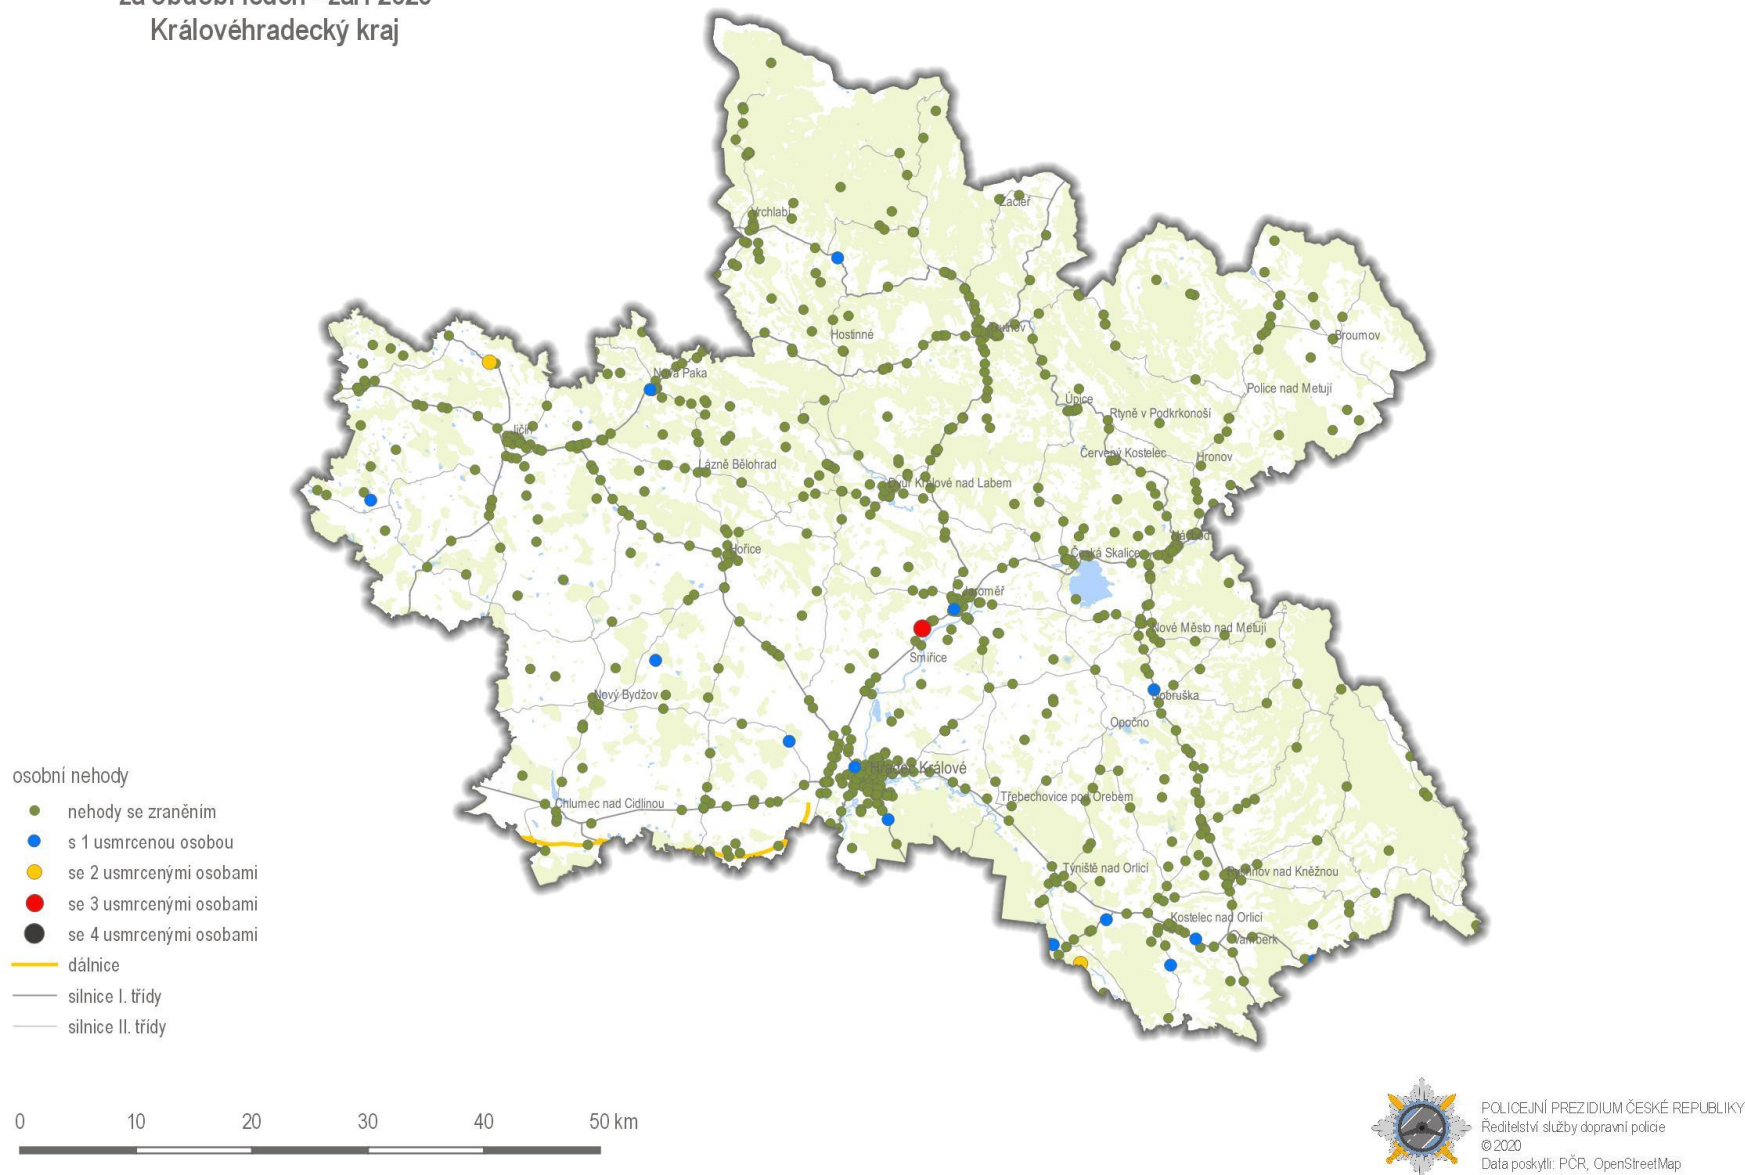 za období leden - září 2020
Královéhradecký kraj
Žacléř
Vrchlabí
Trutnov
Hostinné
Broumov
Nová Paka
Police nad Metují
Úpice
Rtyně v Podkrkonoší
Jičín
Červený Kostelec
Hronov
Lázně Bělohrad
Dvůr Králové nad Labem
Náchod
Hořice
Česká Skalice
Jaroměř
Nové Město nad Metují
Smiřice
Nový Bydžov
Dobruška
Opočno
Hradec Králové
Třebechovice pod Orebem
Chlumec nad Cidlinou
Týniště nad Orlicí
Rychnov nad Kněžnou
Kostelec nad Orlicí
Vamberk
osobní nehody
nehody se zraněním
s 1 usmrcenou osobou
se 2 usmrcenými osobami
se 3 usmrcenými osobami
se 4 usmrcenými osobami
dálnice
silnice I. třídy
silnice II. třídy
0 10 20 30 40 50 km
POLICEJNÍ PREZIDIUM ČESKÉ REPUBLIKY
Ředitelství služby dopravní policie
© 2020
Data poskytli: PČR, OpenStreetMap